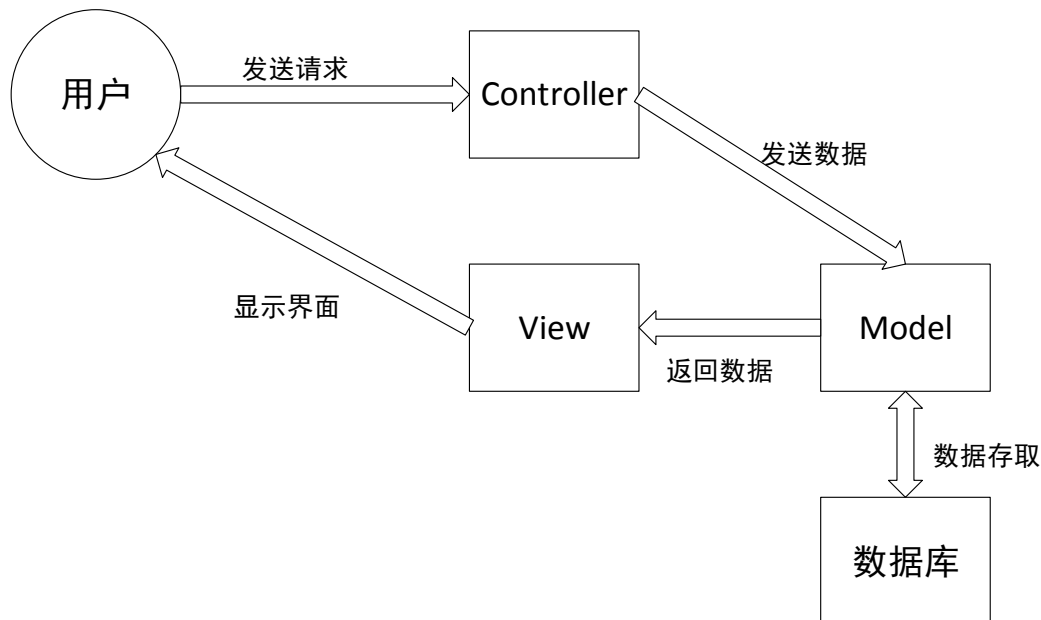 用户
发送请求
Controller
发送数据
显示界面
View
返回数据
Model
数据存取
数据库